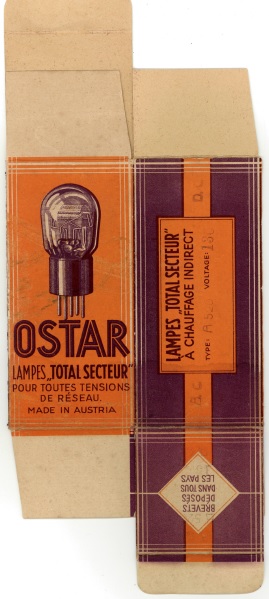 OSTAR
LAMPES „TOTAL SECTEUR"
POUR TOUTES TENSIONS
DE RÉSEAU.
MADE IN AUSTRIA
LAMPES „TOTAL SECTEUR"
À CHAUFFAGE INDIRECT
TYPE: VOLTAGE:
BREVETS
DÉPOSÉS
DANS TOUS
LES PAYS